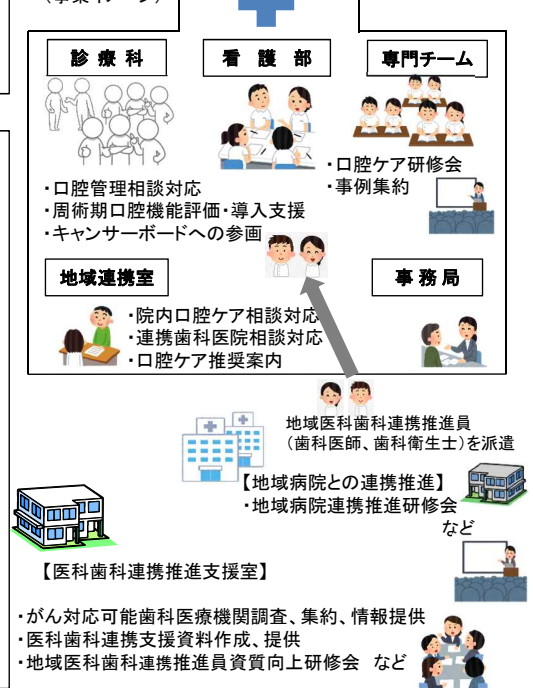 （事業イメージ）
診療科
看護部
専門チーム
・口腔ケア研修会
・事例集約
・口腔管理相談対応
・周術期口腔機能評価・導入支援
・キャンサーボードへの参画
地域連携室
事務局
・院内口腔ケア相談対応
・連携歯科医院相談対応
・口腔ケア推奨案内
地域医科歯科連携推進員
（歯科医師、歯科衛生士）を派遣
【地域病院との連携推進】
・地域病院連携推進研修会
など
【医科歯科連携推進支援室】
・がん対応可能歯科医療機関調査、集約、情報提供
・医科歯科連携支援資料作成、提供
・地域医科歯科連携推進員資質向上研修会　など